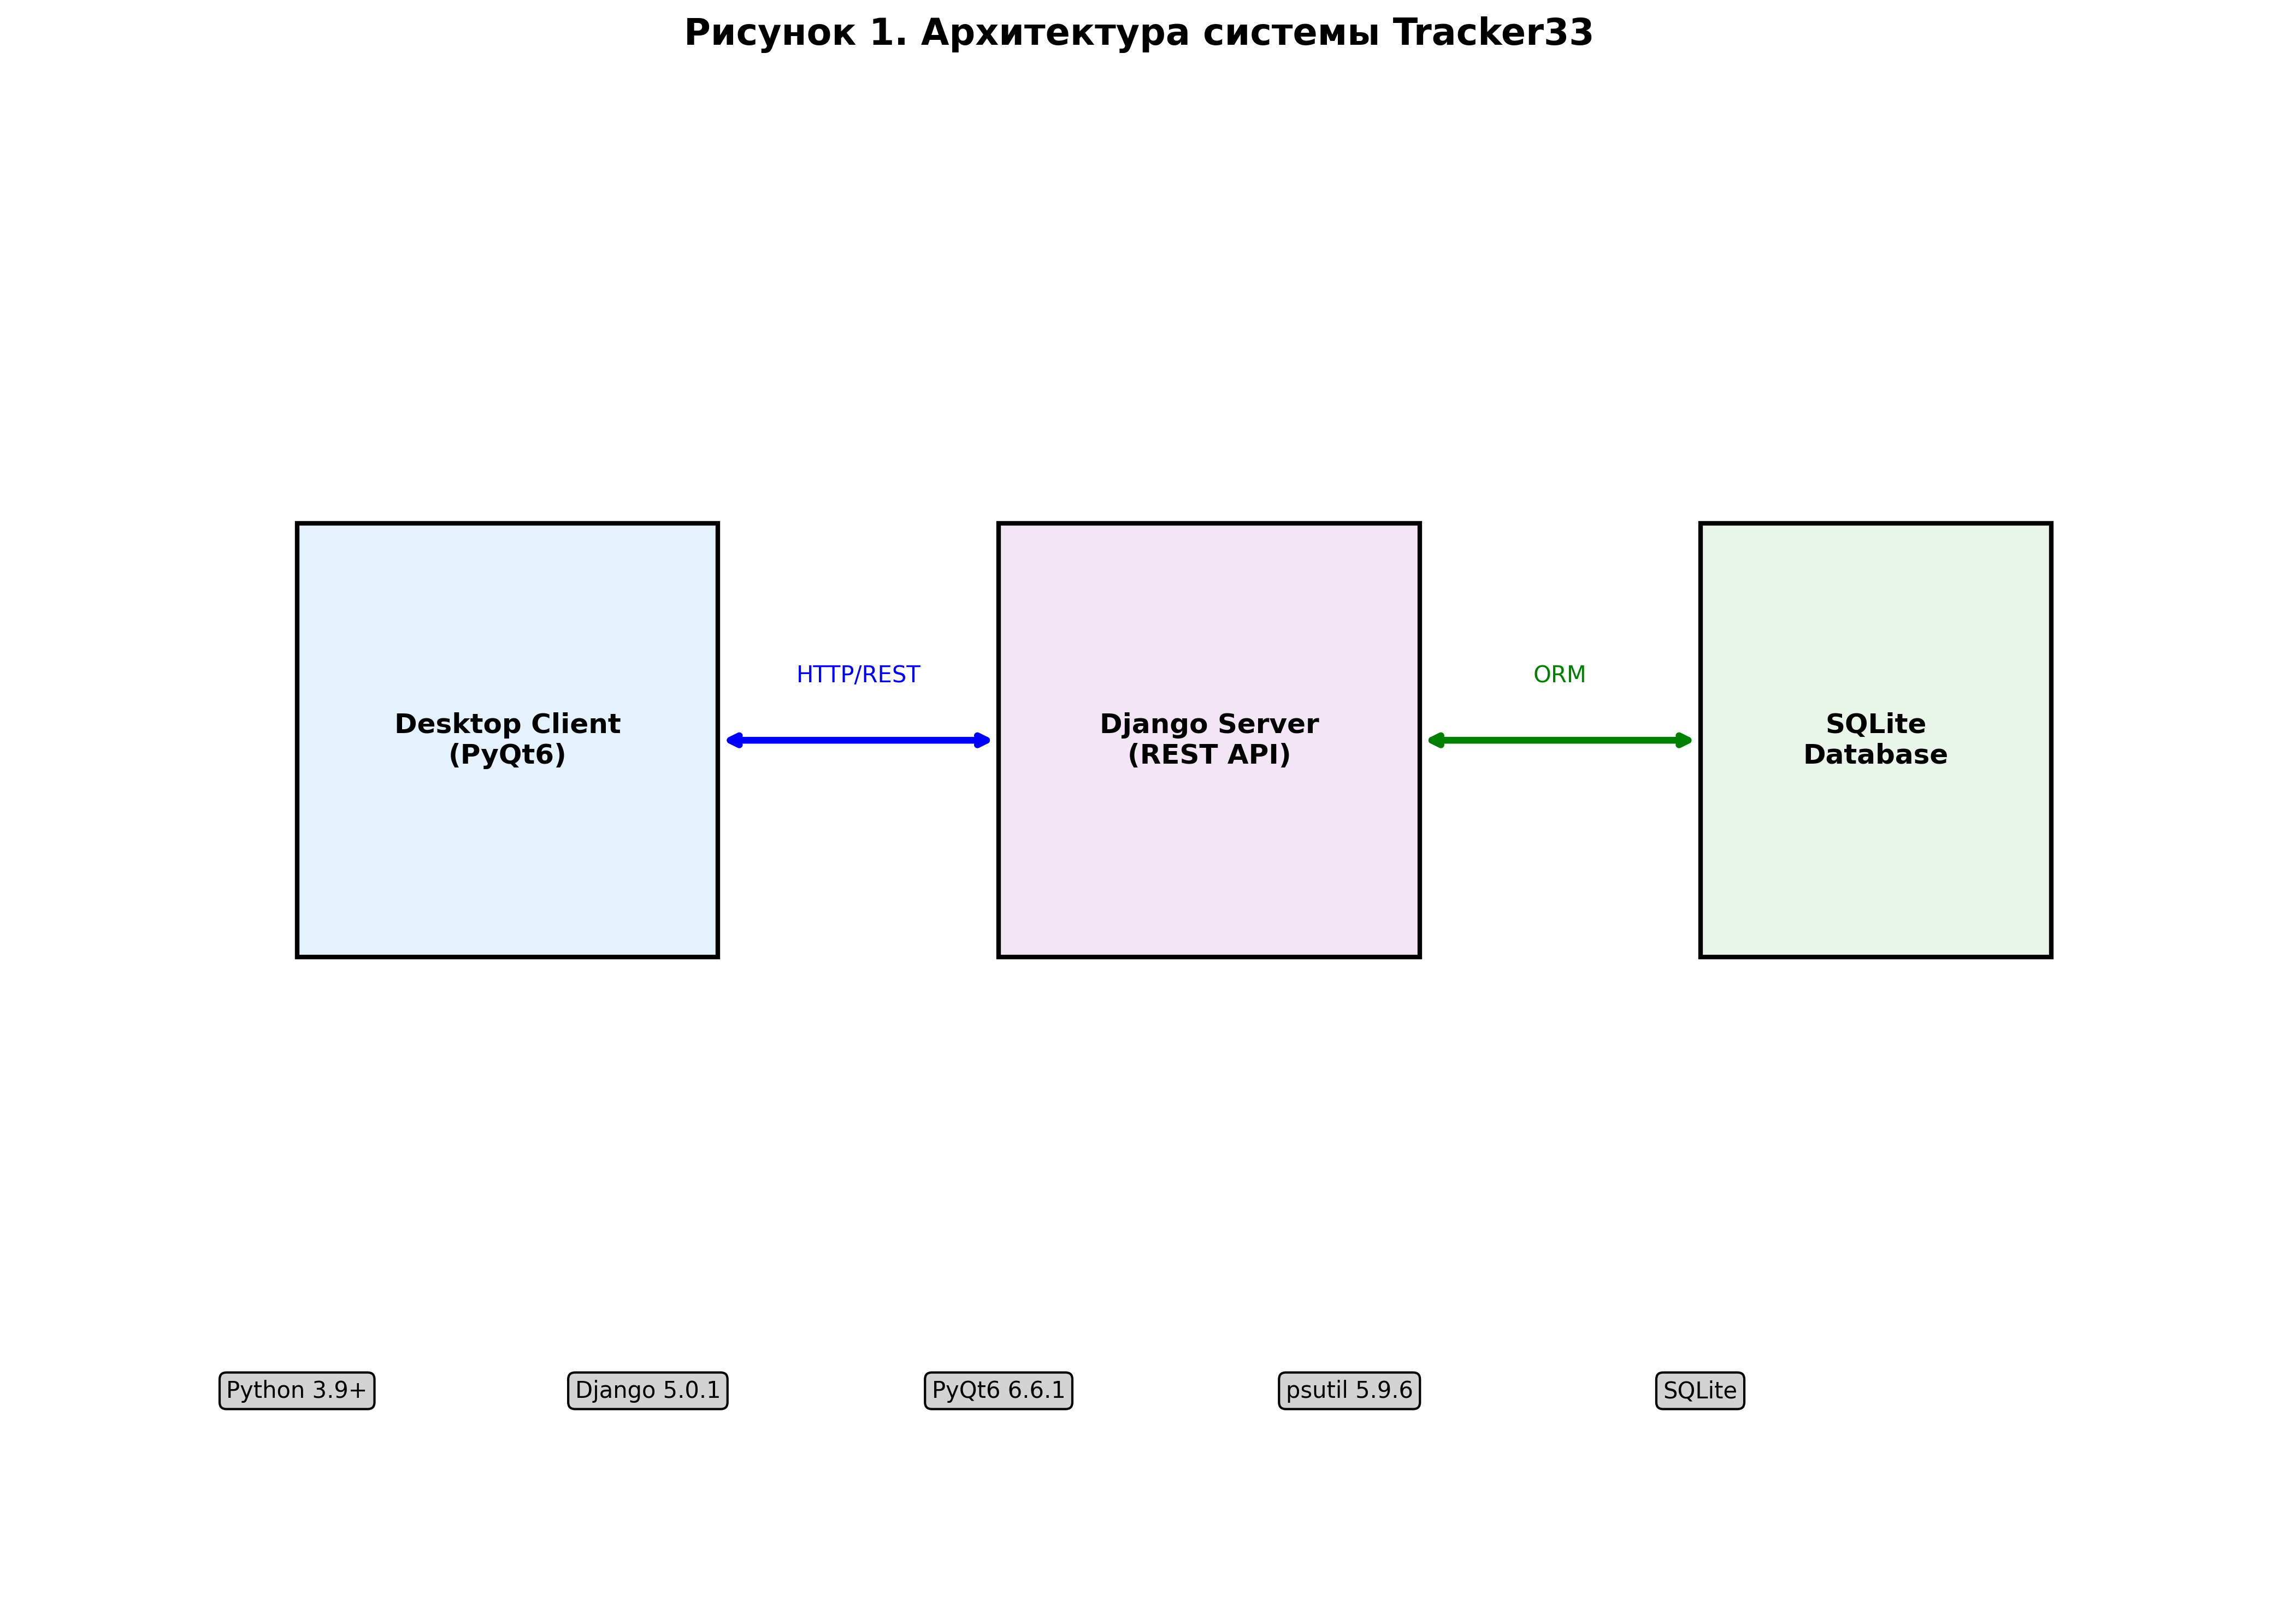 Рисунок 1. Архитектура системы Tracker33
Desktop Client
(PyQt6)
HTTP/REST
Django Server
(REST API)
ORM
SQLite
Database
Python 3.9+
Django 5.0.1
PyQt6 6.6.1
psutil 5.9.6
SQLite